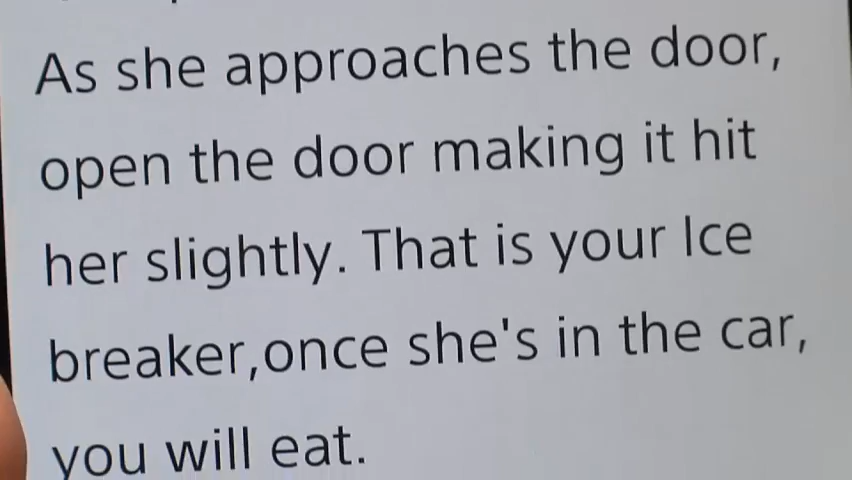 As she approaches the door,
open the door making it hit
her slightly. That is your Ice
breaker,once she's in the car,
you will eat.